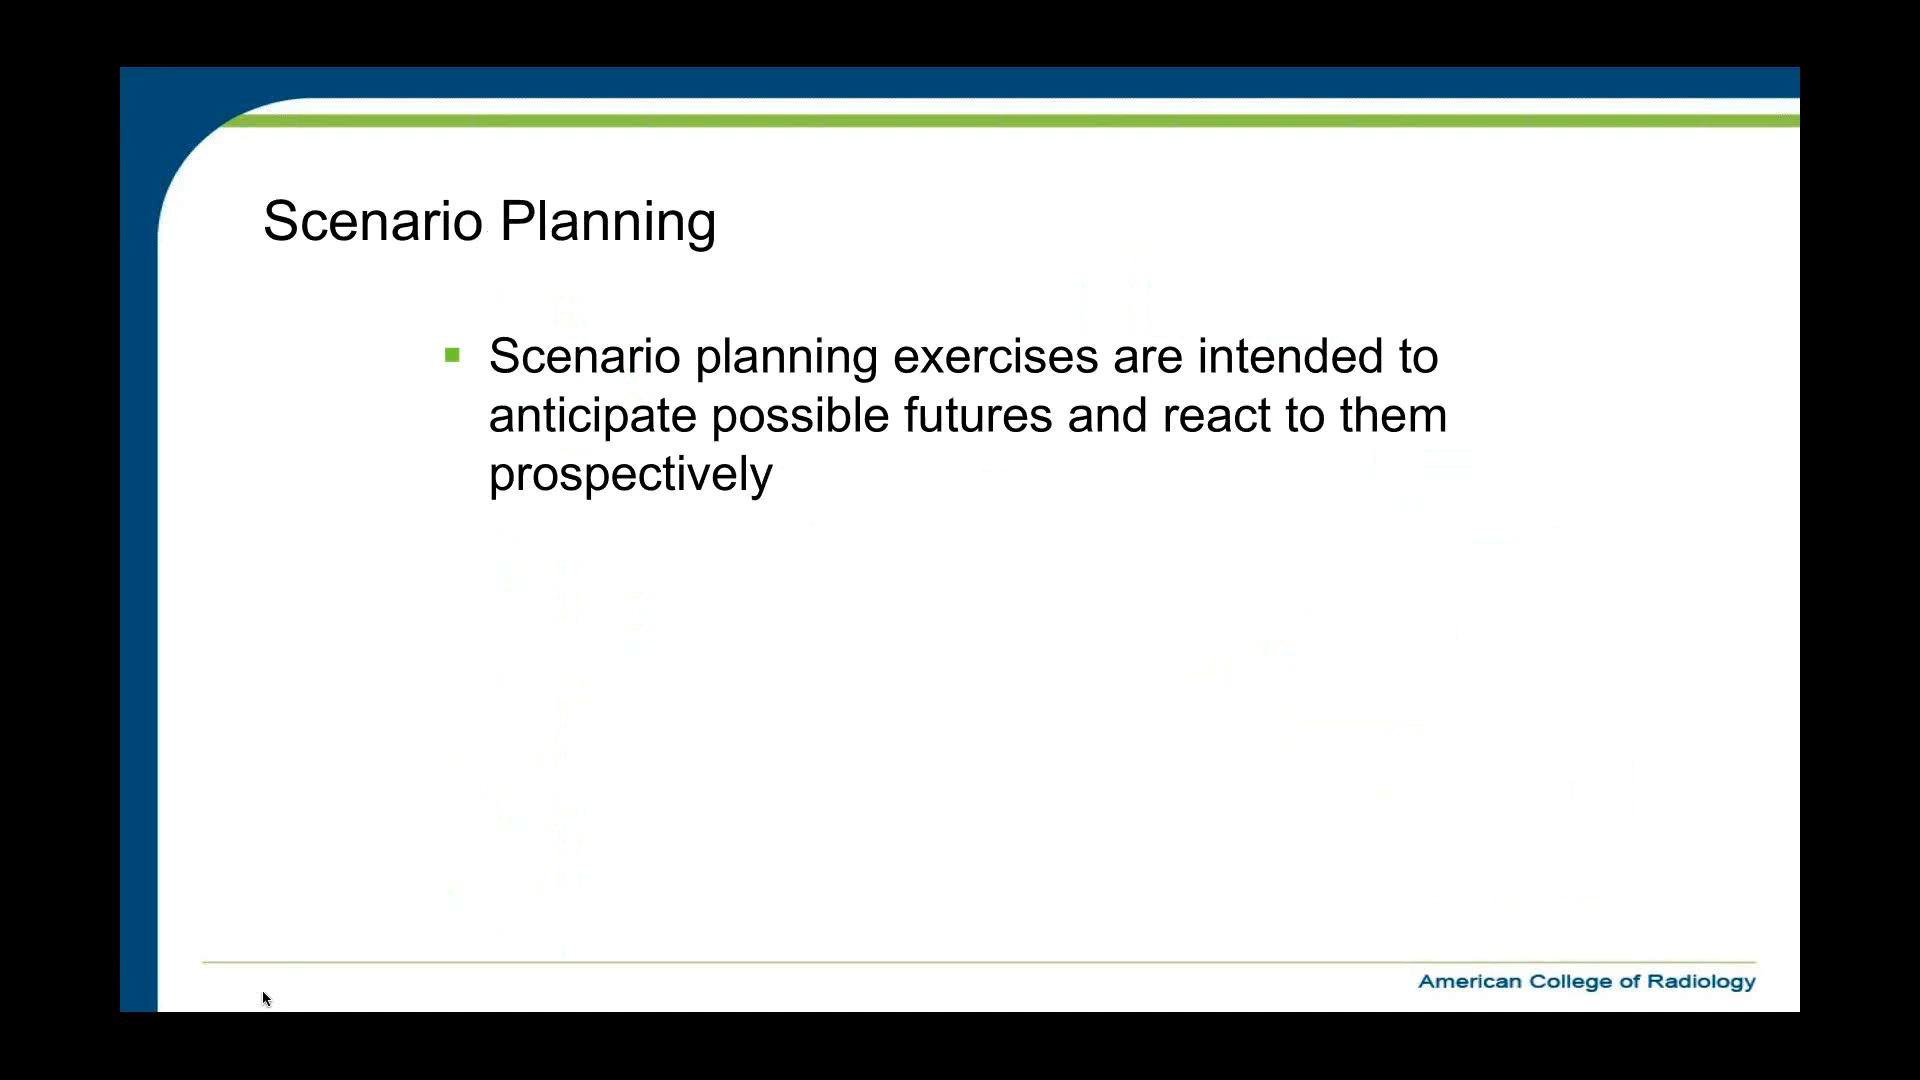 Scenario Planning
Scenario planning exercises are intended to
anticipate possible futures and react to them
prospectively
American College of Radiology